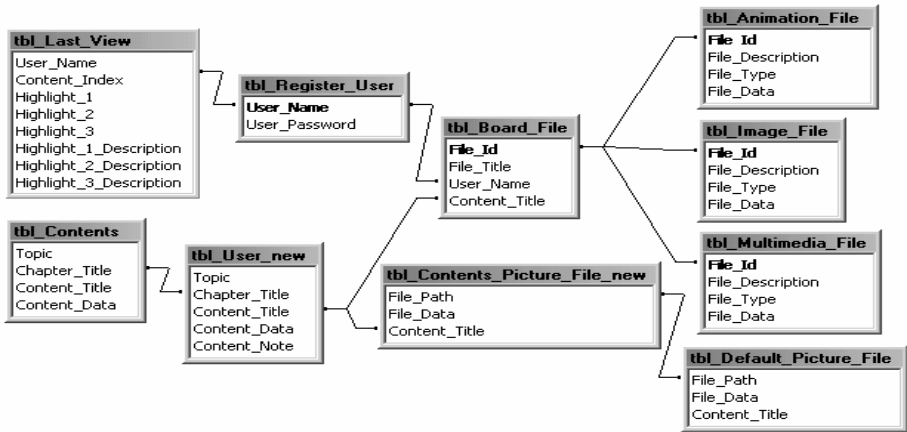 tbl_Last_View
User_Name
Content_Index
Highlight_1
Highlight_2
Highlight_3
Highlight_1_Description
Highlight_2_Description
Highlight_3_Description
tbl_Register_User
User_Name
User_Password
tbl_Board_File
File_Id
File_Title
User_Name
Content_Title
tbl_Animation_File
File_Id
File_Description
File_Type
File_Data
tbl_Image_File
File_Id
File_Description
File_Type
File_Data
tbl_Multimedia_File
File_Id
File_Description
File_Type
File_Data
tbl_Contents
Topic
Chapter_Title
Content_Title
Content_Data
tbl_User_new
Topic
Chapter_Title
Content_Title
Content_Data
Content_Note
tbl_Contents_Picture_File_new
File_Path
File_Data
Content_Title
tbl_Default_Picture_File
File_Path
File_Data
Content_Title